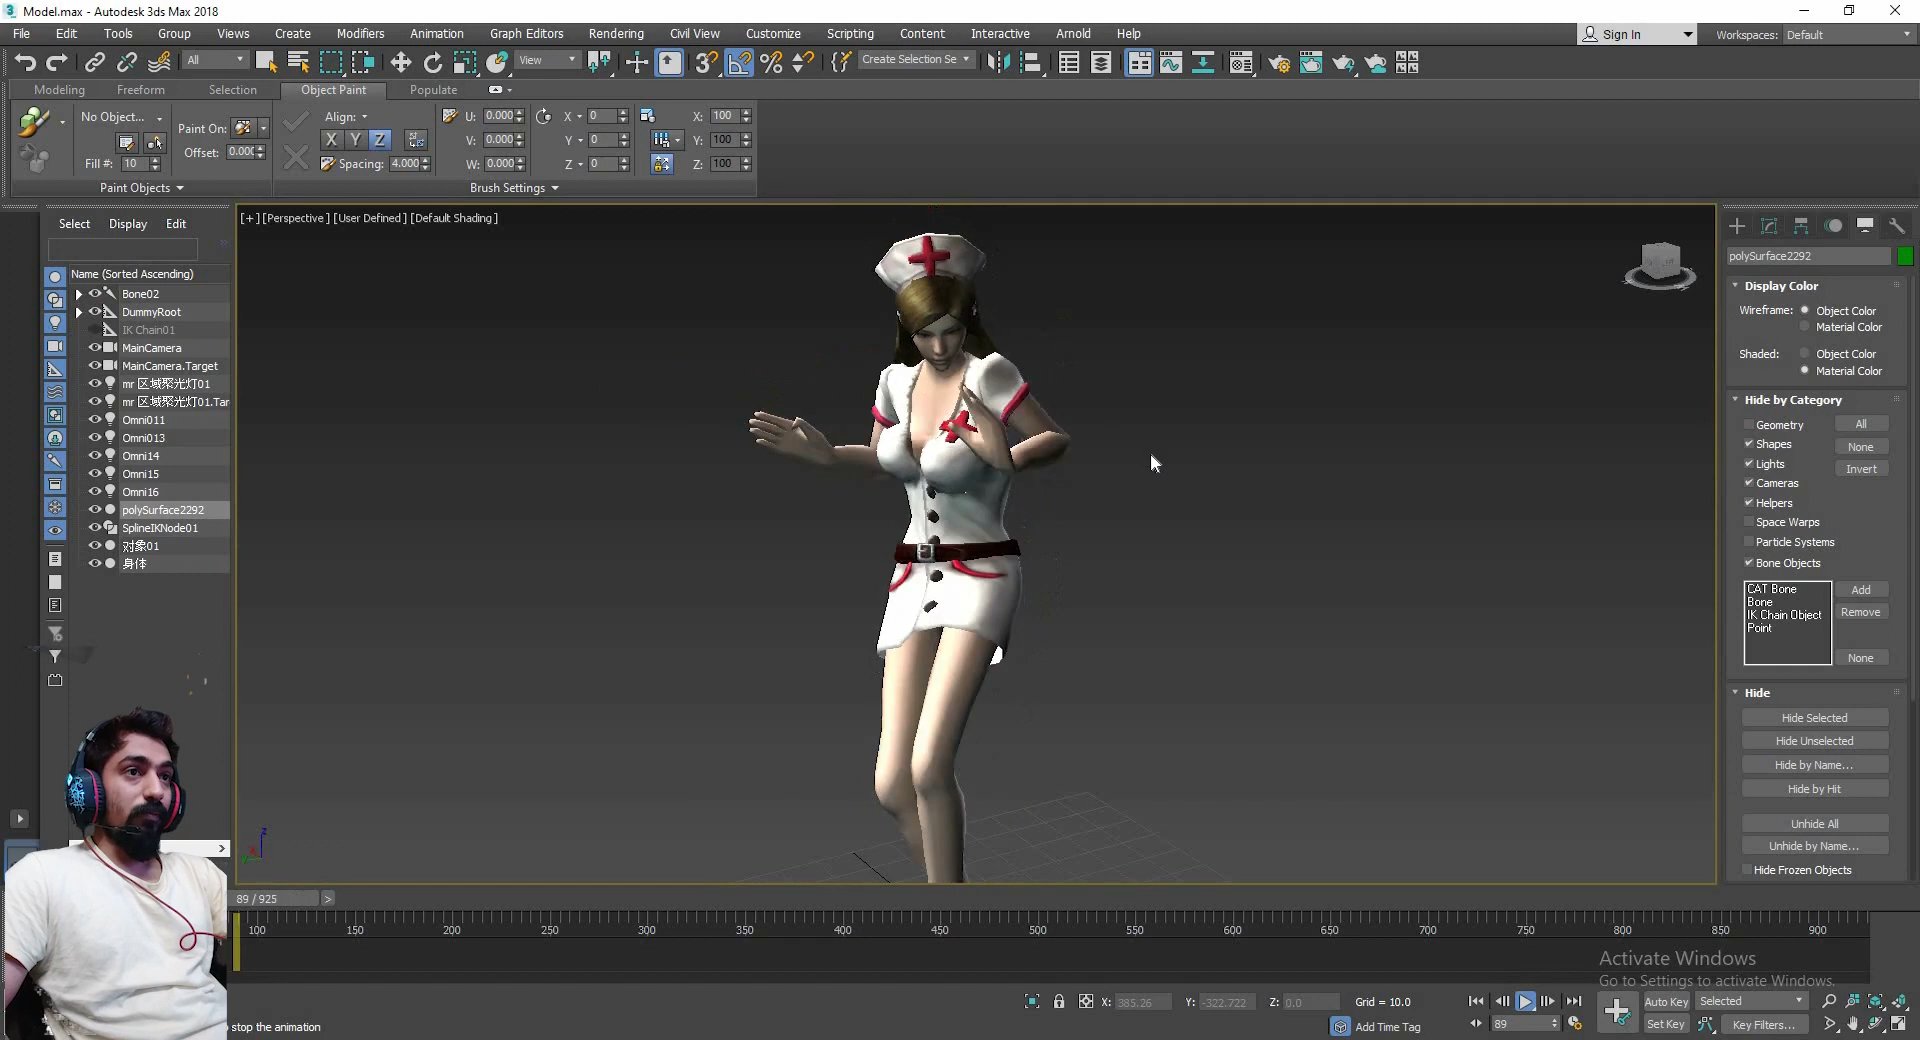 Model.max - Autodesk 3ds Max 2018
File Edit Tools Group Views Create Modifiers Animation Graph Editors Rendering Civil View Customize Scripting Content Interactive Arnold Help
Sign In Workspaces: Default
All View Create Selection Se
Modeling Freeform Selection Object Paint Populate
No Object... Paint On: Offset: 0.000 Fill #: 10
Align: X Y Z Spacing: 4.000
U: 0.000 X 0 X: 100
V: 0.000 Y 0 Y: 100
W: 0.000 Z 0 Z: 100
Paint Objects Brush Settings
Select Display Edit
Name (Sorted Ascending)
Bone02
DummyRoot
IK Chain01
MainCamera
MainCamera.Target
mr 区域聚光灯01
mr 区域聚光灯01.Tar
Omni011
Omni013
Omni14
Omni15
Omni16
polySurface2292
SplineIKNode01
对象01
身体
[+] [Perspective] [User Defined] [Default Shading]
polySurface2292
Display Color
Wireframe: Object Color
Material Color
Shaded: Object Color
Material Color
Hide by Category
Geometry All
Shapes None
Lights Invert
Cameras
Helpers
Space Warps
Particle Systems
Bone Objects
CAT Bone Add
Bone
IK Chain Object Remove
Point
None
Hide
Hide Selected
Hide Unselected
Hide by Name...
Hide by Hit
Unhide All
Unhide by Name...
Hide Frozen Objects
89 / 925 >
100 150 200 250 300 350 400 450 500 550 600 650 700 750 800 850 900
Activate Windows
Go to Settings to activate Windows.
X: 385.26 Y: -322.722 Z: 0.0 Grid = 10.0 Auto Key Selected
stop the animation Add Time Tag 89 Set Key Key Filters...